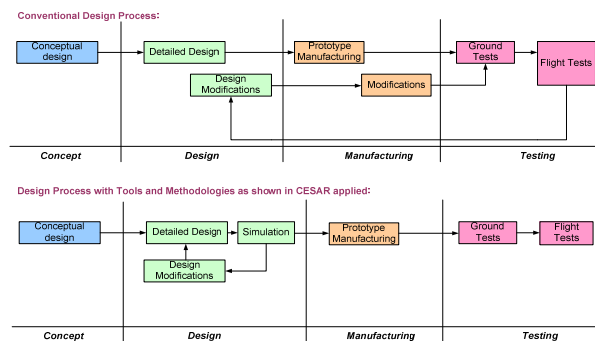 Conventional Design Process:
Conceptual
design
Detailed Design
Prototype
Manufacturing
Ground
Tests
Flight Tests
Design
Modifications
Modifications
Concept
Design
Manufacturing
Testing
Design Process with Tools and Methodologies as shown in CESAR applied:
Conceptual
design
Detailed Design
Simulation
Prototype
Manufacturing
Ground
Tests
Flight
Tests
Design
Modifications
Concept
Design
Manufacturing
Testing